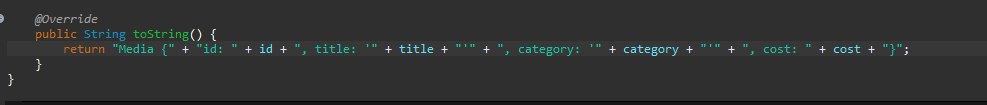 @Override
public String toString() {
return "Media {" + "id: " + id + ", title: '" + title + "'" + ", category: '" + category + "'" + ", cost: " + cost + "}";
}
}